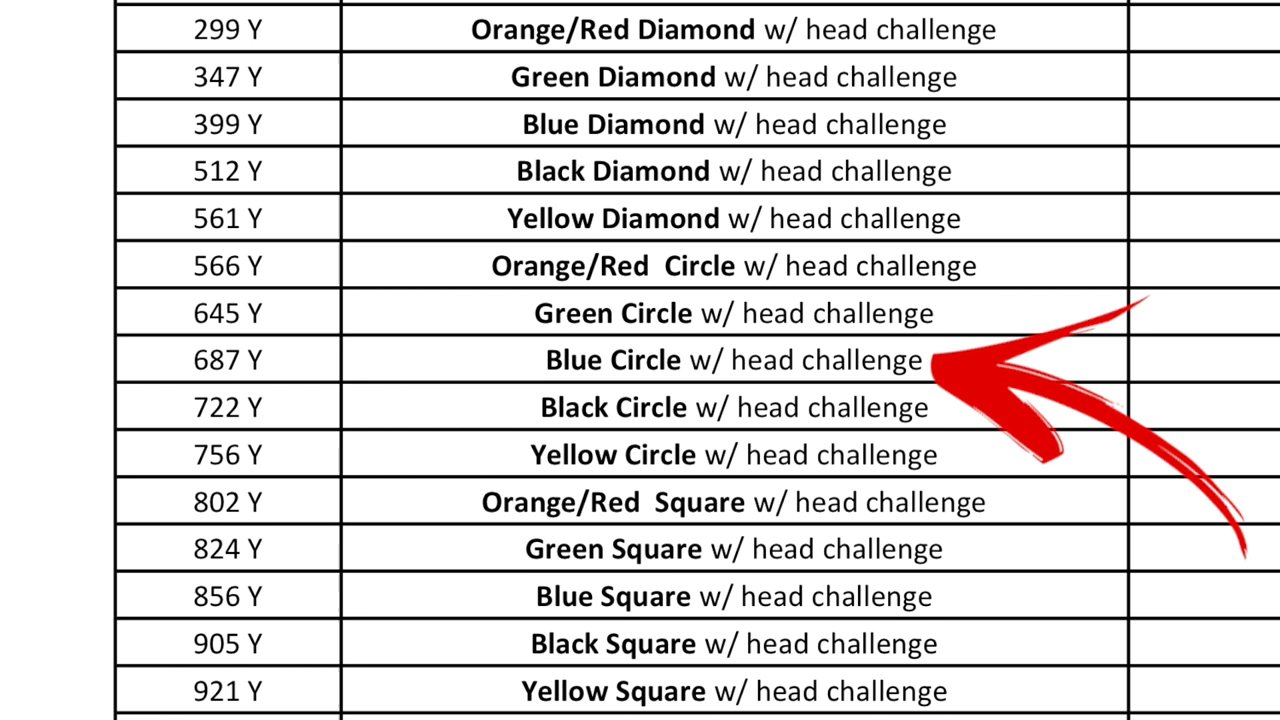 299 Y Orange/Red Diamond w/ head challenge
347 Y Green Diamond w/ head challenge
399 Y Blue Diamond w/ head challenge
512 Y Black Diamond w/ head challenge
561 Y Yellow Diamond w/ head challenge
566 Y Orange/Red  Circle w/ head challenge
645 Y Green Circle w/ head challenge
687 Y Blue Circle w/ head challenge
722 Y Black Circle w/ head challenge
756 Y Yellow Circle w/ head challenge
802 Y Orange/Red  Square w/ head challenge
824 Y Green Square w/ head challenge
856 Y Blue Square w/ head challenge
905 Y Black Square w/ head challenge
921 Y Yellow Square w/ head challenge